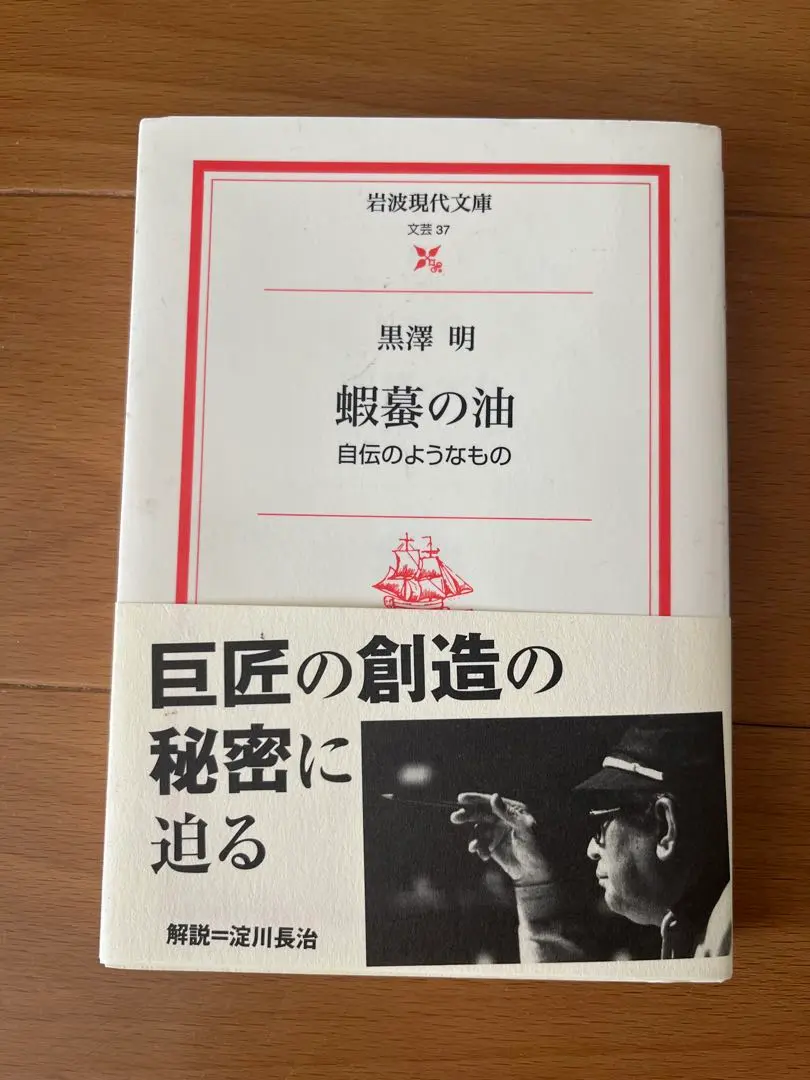 岩波現代文庫
文芸 37
黒澤 明
蝦蟇の油
自伝のようなもの
巨匠の創造の
秘密に
迫る
解説=淀川長治